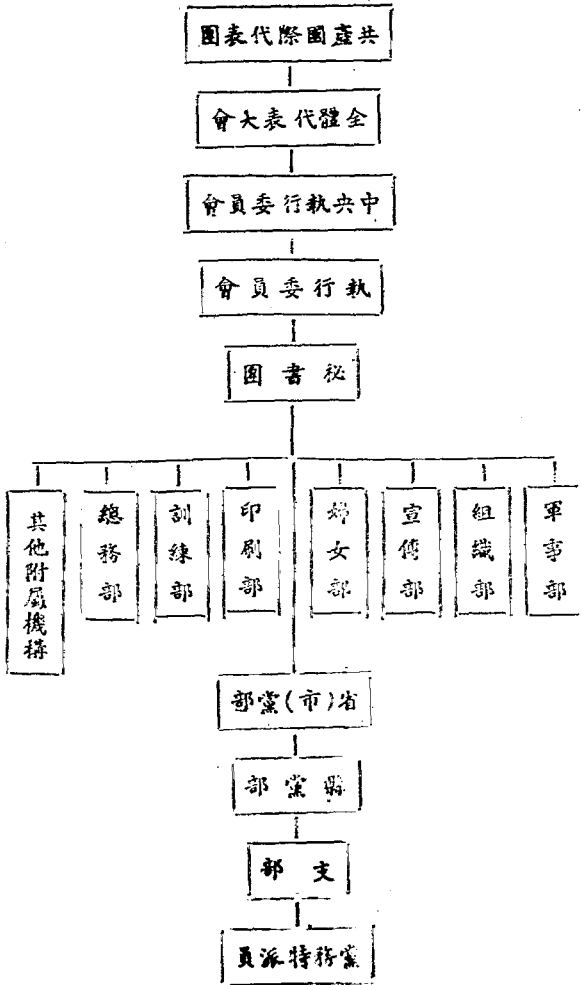 共產國際代表團
全體代表大會
中央執行委員會
執行委員會
秘書團
軍事部
組織部
宣傳部
婦女部
印刷部
訓練部
總務部
其他附屬機構
省(市)黨部
縣黨部
支部
黨務特派員